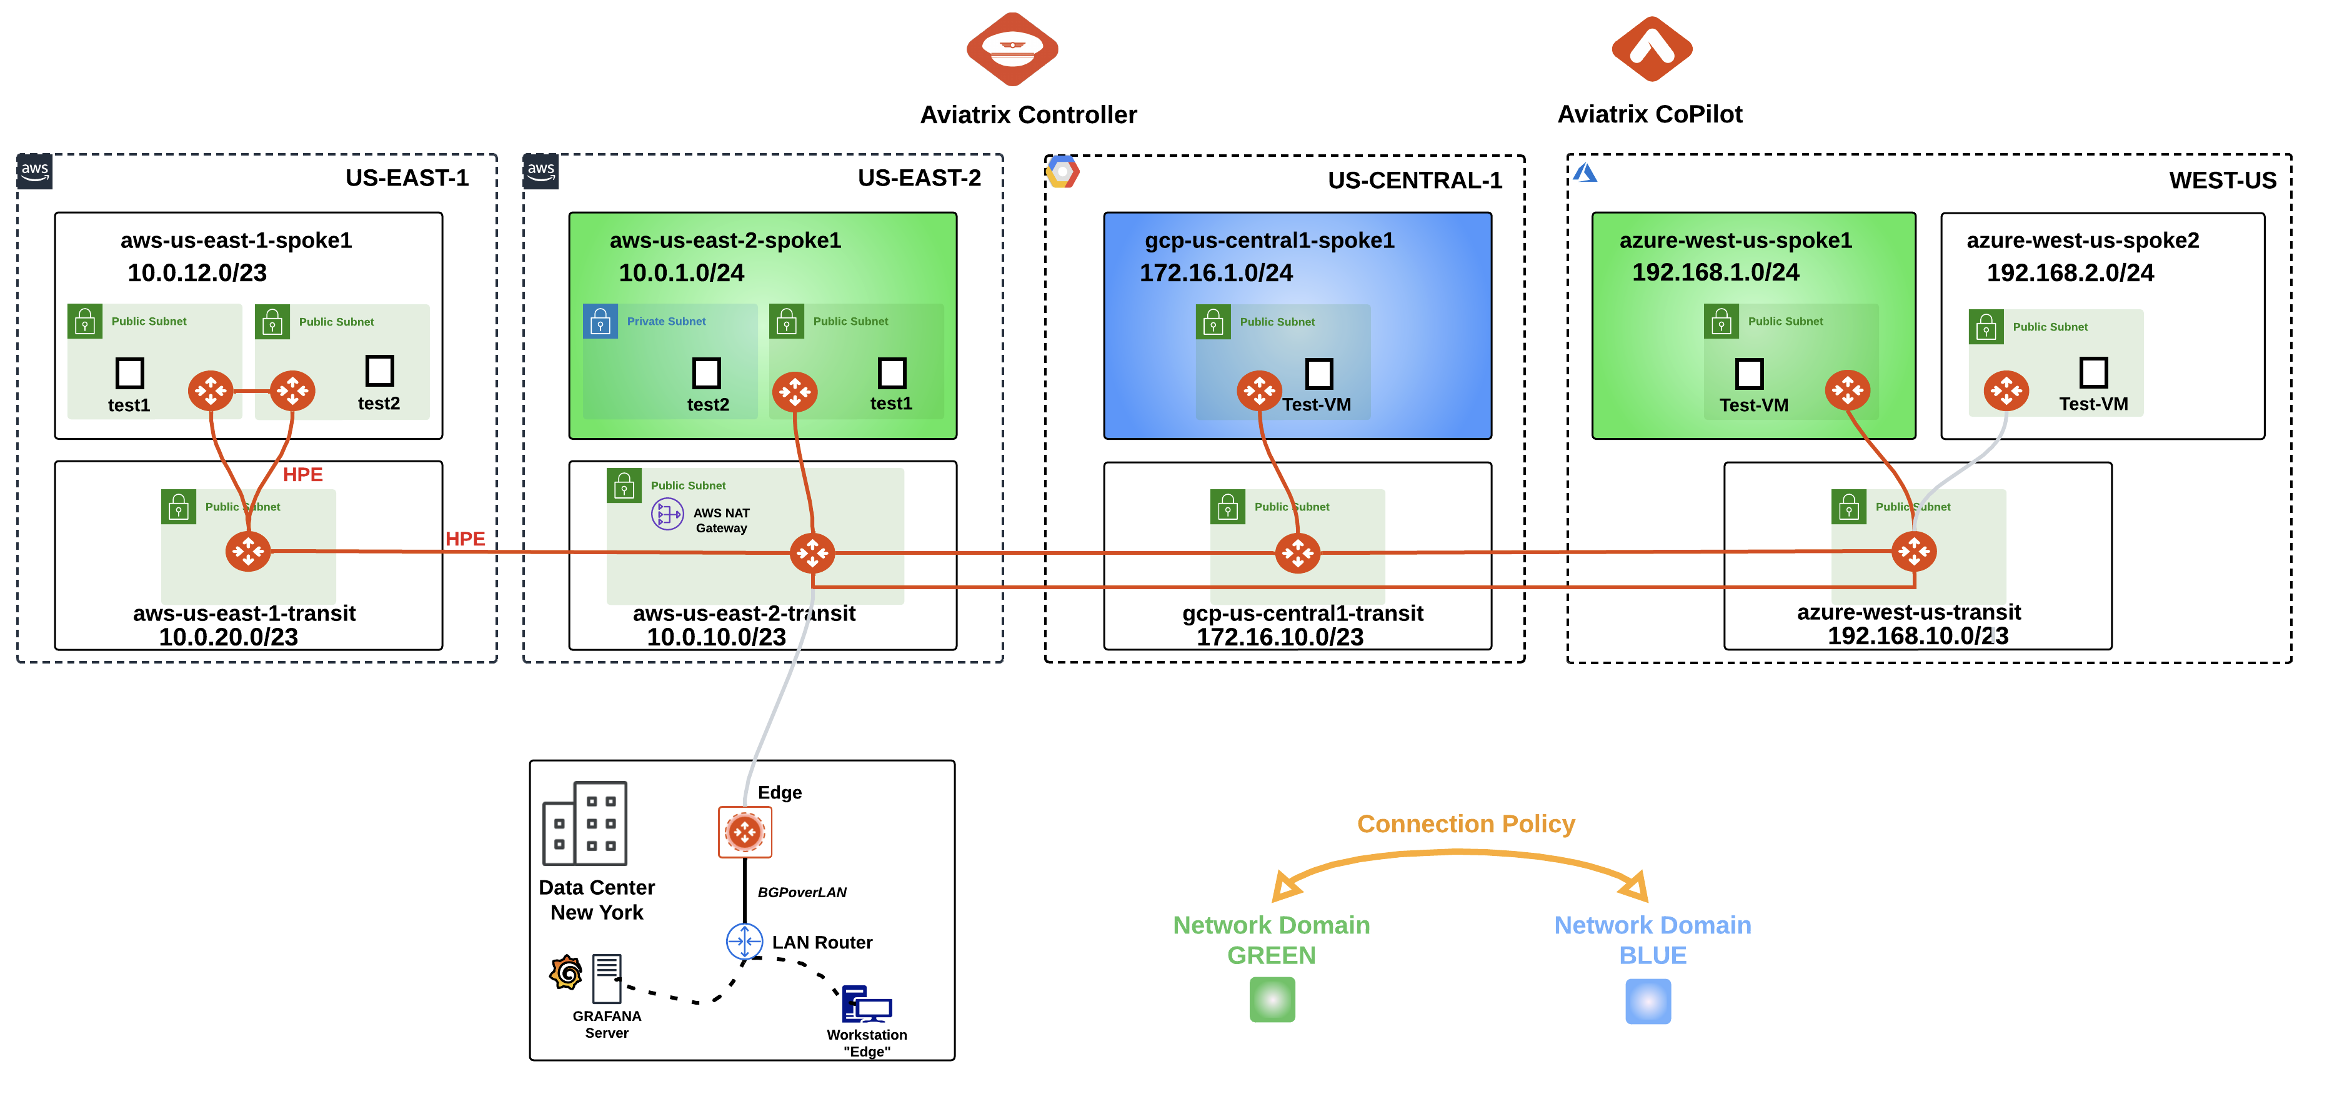 Aviatrix Controller
Aviatrix CoPilot
aws
US-EAST-1
aws-us-east-1-spoke1
10.0.12.0/23
Public Subnet
Public Subnet
test1
test2
HPE
Public Subnet
HPE
aws-us-east-1-transit
10.0.20.0/23
aws
US-EAST-2
aws-us-east-2-spoke1
10.0.1.0/24
Private Subnet
Public Subnet
test2
test1
Public Subnet
AWS NAT
Gateway
aws-us-east-2-transit
10.0.10.0/23
US-CENTRAL-1
gcp-us-central1-spoke1
172.16.1.0/24
Public Subnet
Test-VM
Public Subnet
gcp-us-central1-transit
172.16.10.0/23
WEST-US
azure-west-us-spoke1
192.168.1.0/24
Public Subnet
Test-VM
azure-west-us-spoke2
192.168.2.0/24
Public Subnet
Test-VM
Public Subnet
azure-west-us-transit
192.168.10.0/23
Edge
Data Center
New York
BGPoverLAN
LAN Router
GRAFANA
Server
Workstation
"Edge"
Connection Policy
Network Domain
GREEN
Network Domain
BLUE